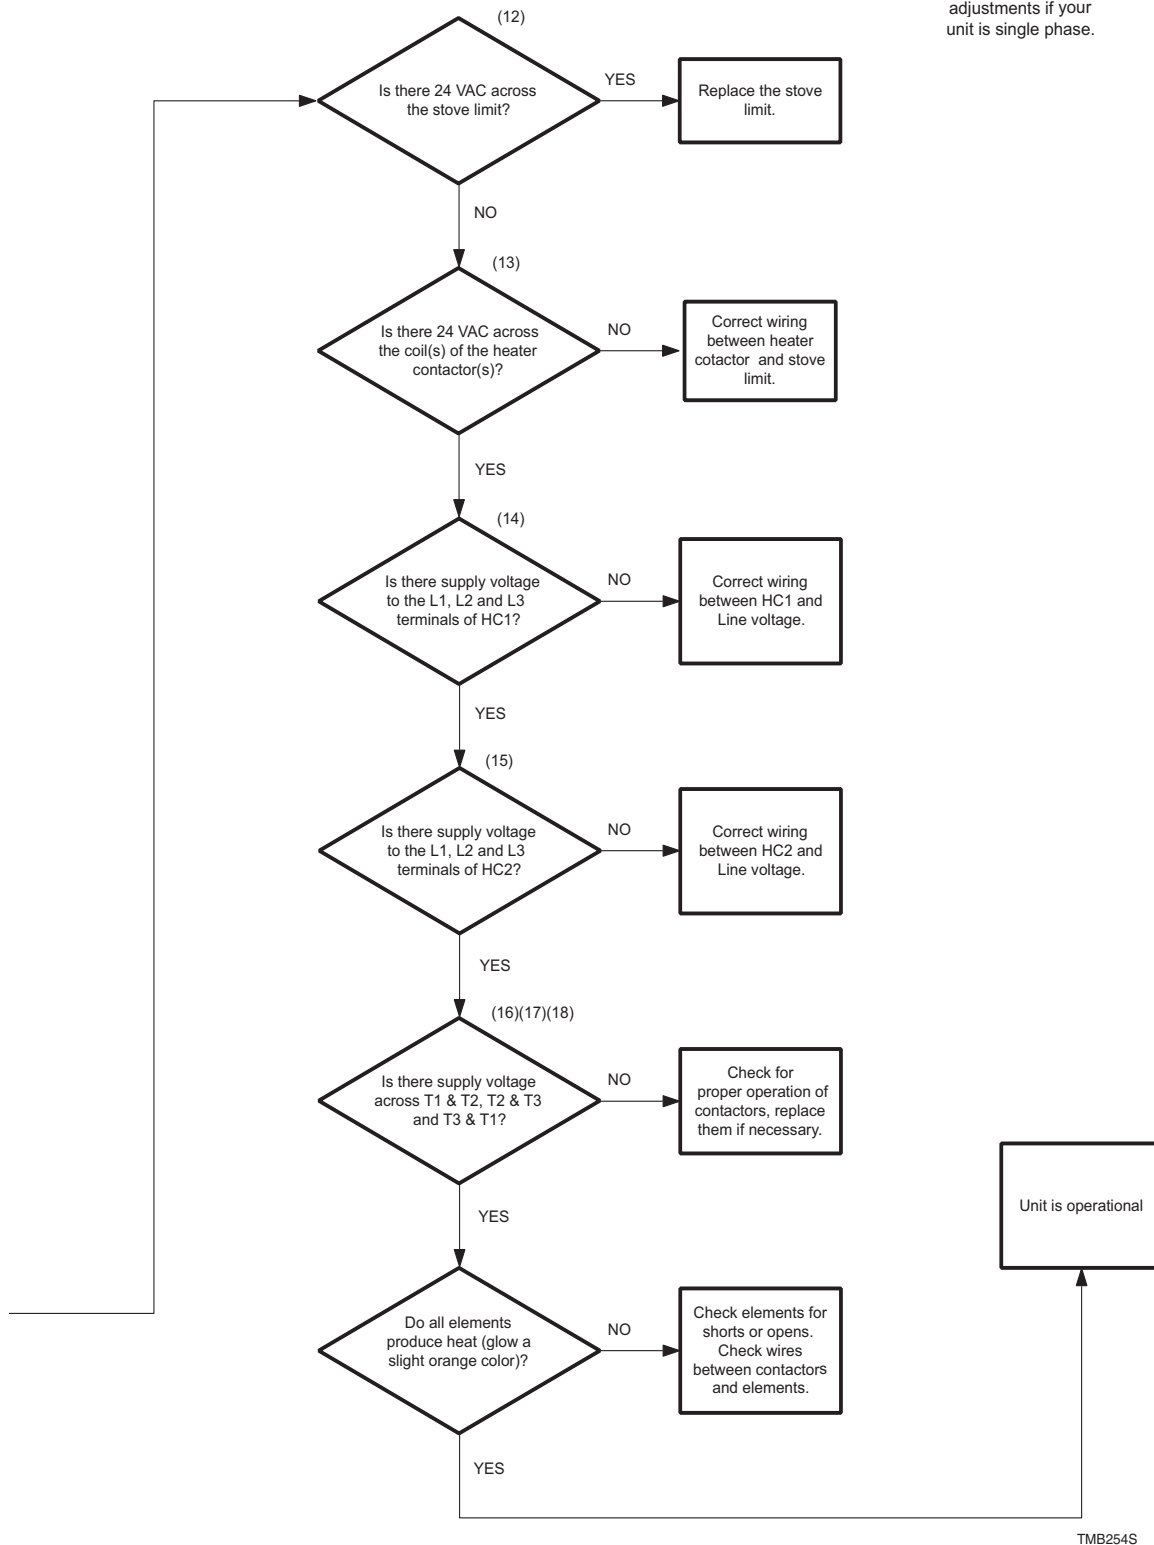 adjustments if your
unit is single phase.
(12)
Is there 24 VAC across
the stove limit?
YES
Replace the stove
limit.
NO
(13)
Is there 24 VAC across
the coil(s) of the heater
contactor(s)?
NO
Correct wiring
between heater
cotactor and stove
limit.
YES
(14)
Is there supply voltage
to the L1, L2 and L3
terminals of HC1?
NO
Correct wiring
between HC1 and
Line voltage.
YES
(15)
Is there supply voltage
to the L1, L2 and L3
terminals of HC2?
NO
Correct wiring
between HC2 and
Line voltage.
YES
(16)(17)(18)
Is there supply voltage
across T1 & T2, T2 & T3
and T3 & T1?
NO
Check for
proper operation of
contactors, replace
them if necessary.
YES
Unit is operational
Do all elements
produce heat (glow a
slight orange color)?
NO
Check elements for
shorts or opens.
Check wires
between contactors
and elements.
YES
TMB254S